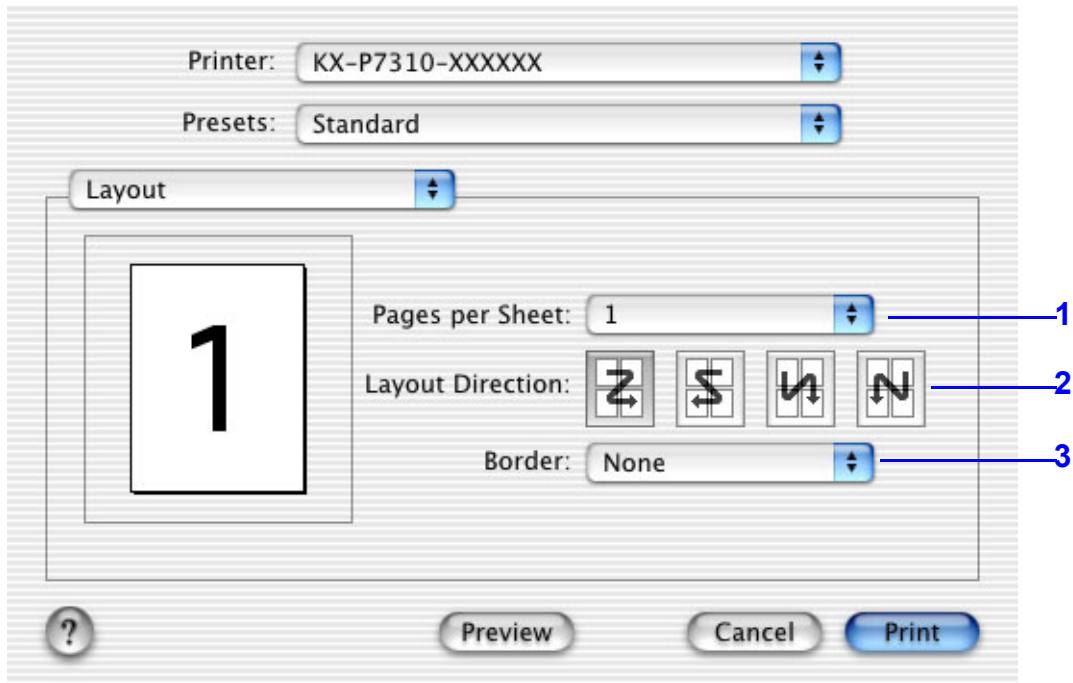 Printer: KX-P7310-XXXXXX
Presets: Standard
Layout
1
Pages per Sheet: 1 1
Layout Direction: 2
Border: None 3
? Preview Cancel Print